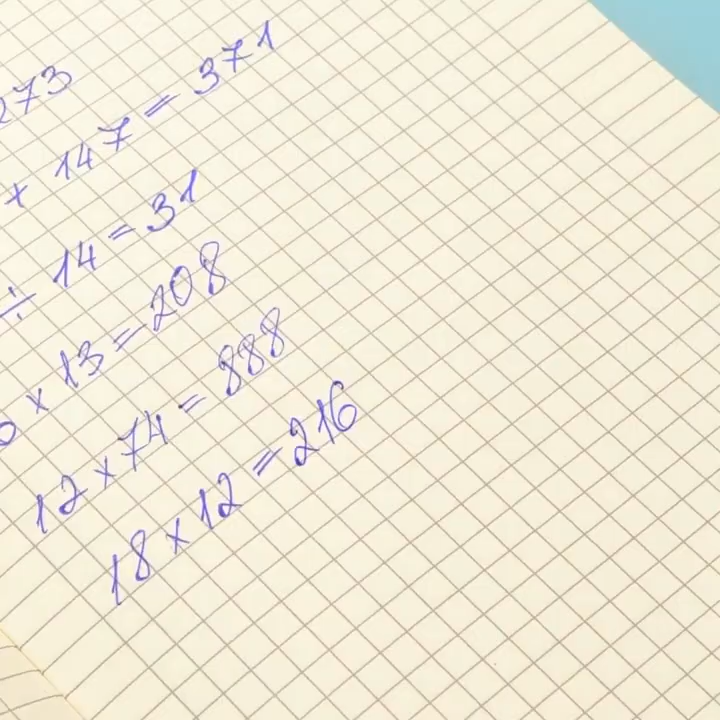 273
× 147 = 371
÷ 14 = 31
× 13 = 208
12 × 74 = 888
18 × 12 = 216